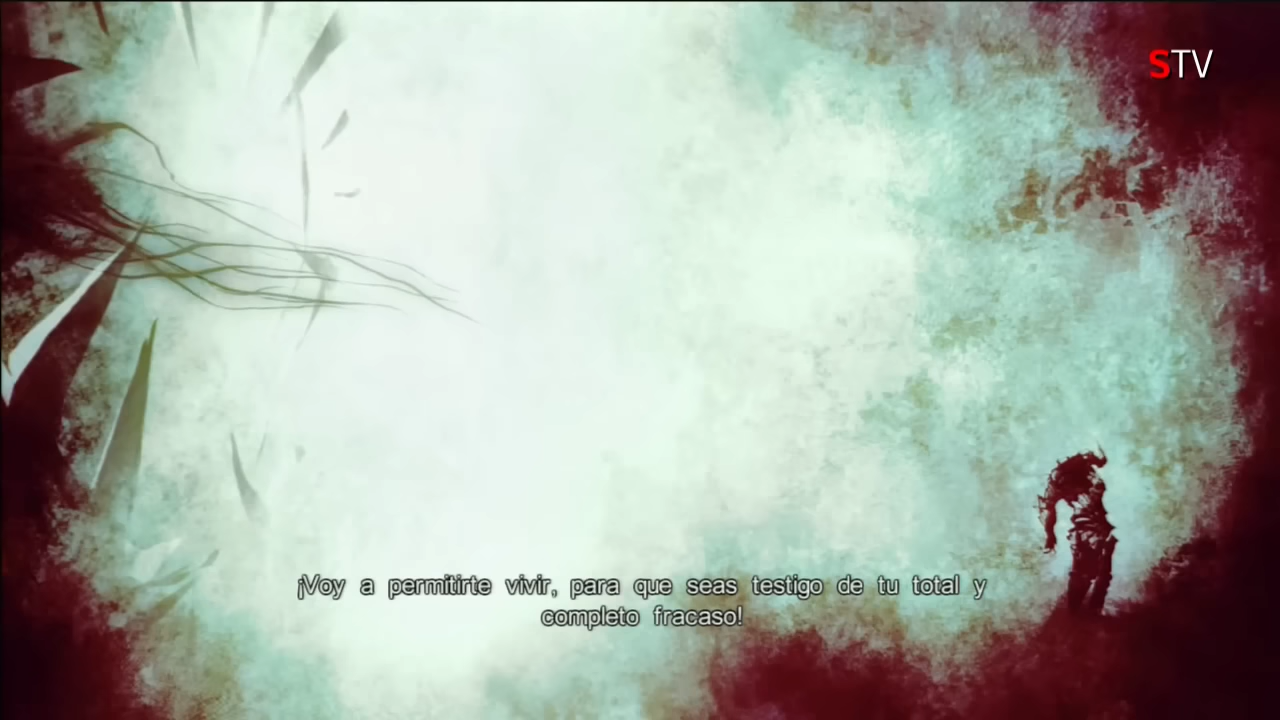 STV
¡Voy a permitirte vivir, para que seas testigo de tu total y
completo fracaso!